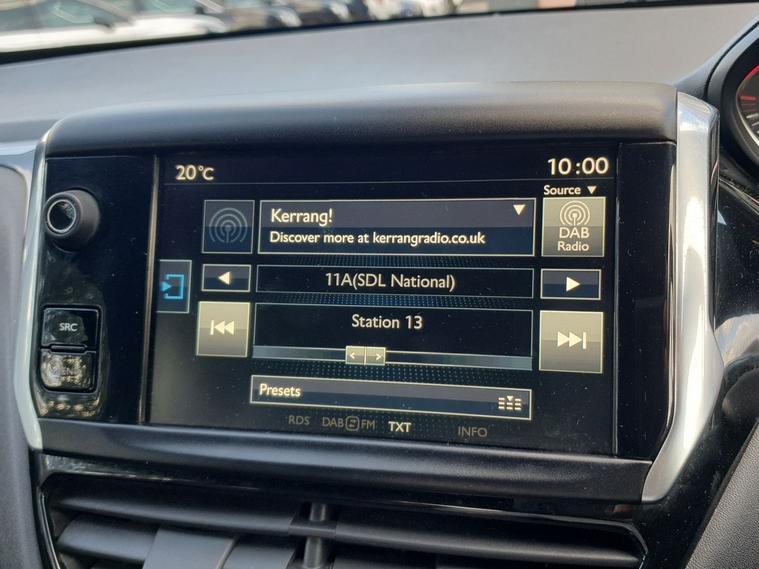 20°C
10:00
Source
Kerrang!
Discover more at kerrangradio.co.uk
DAB
Radio
11A(SDL National)
SRC
Station 13
MENU
Presets
RDS DAB FM TXT INFO